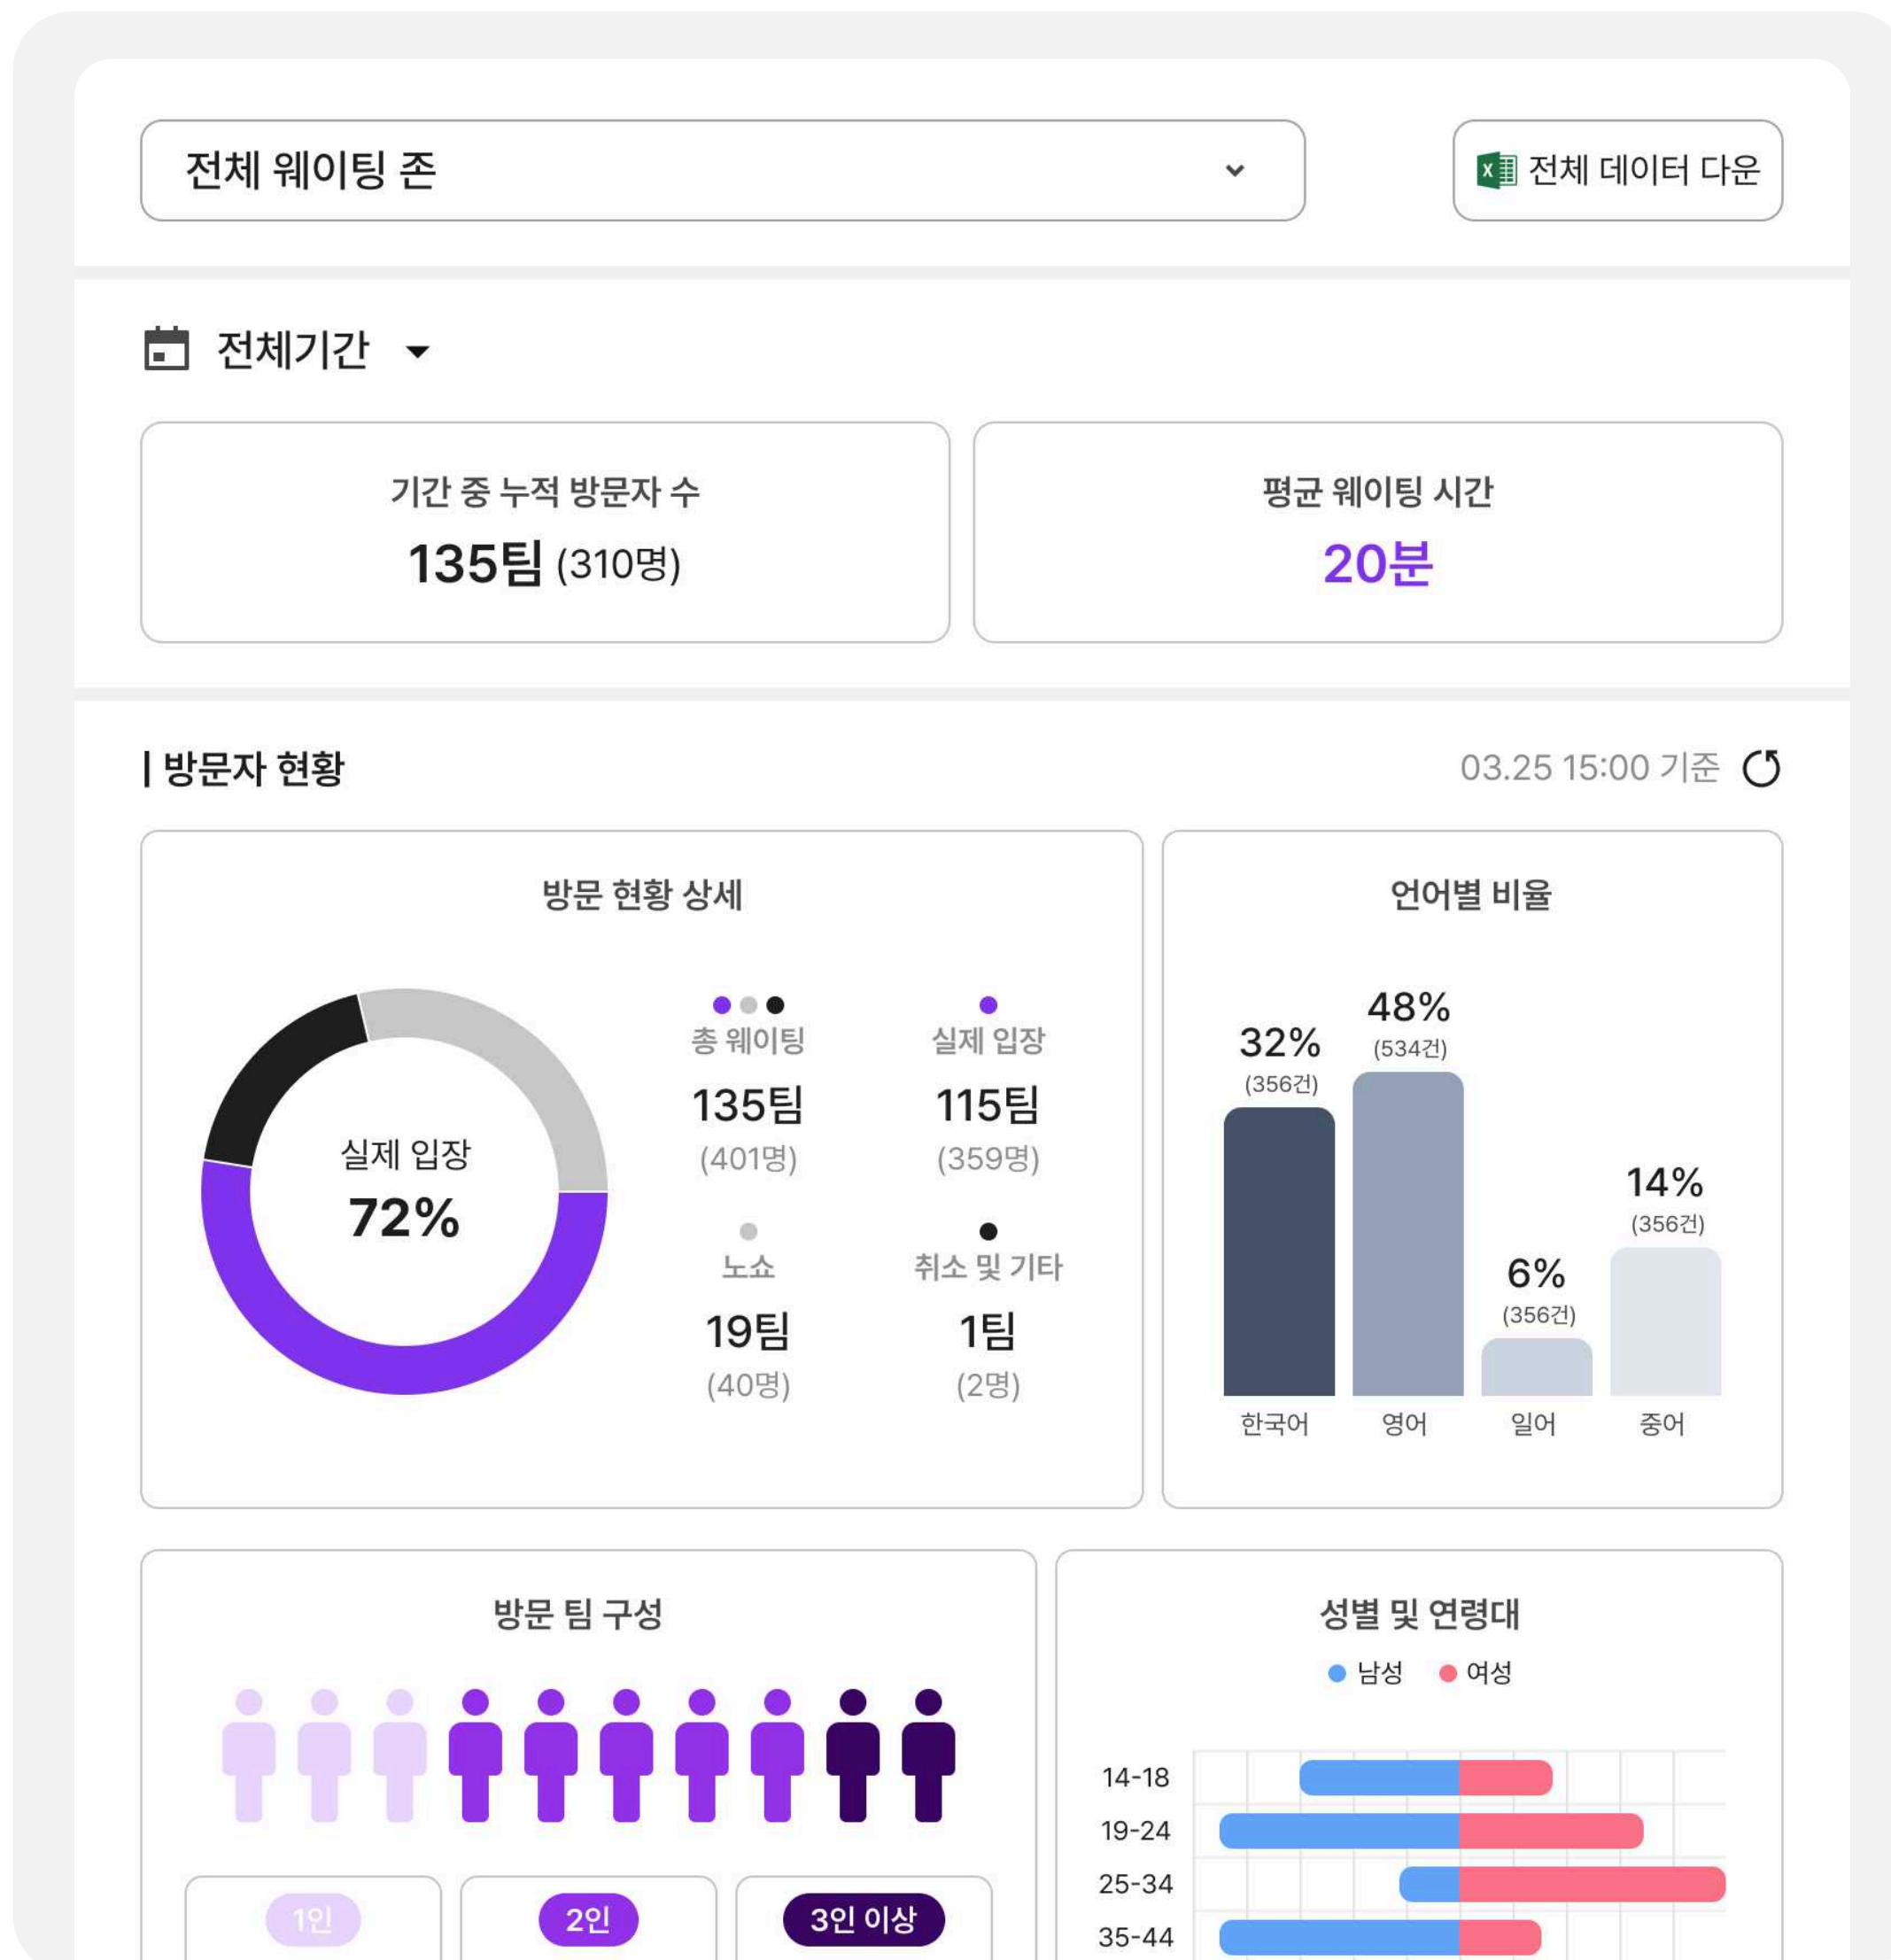 전체 웨이팅 존
전체 데이터 다운
전체기간
기간 중 누적 방문자 수
135팀 (310명)
평균 웨이팅 시간
20분
방문자 현황
03.25 15:00 기준
방문 현황 상세
실제 입장
72%
총 웨이팅
135팀
(401명)
실제 입장
115팀
(359명)
노쇼
19팀
(40명)
취소 및 기타
1팀
(2명)
언어별 비율
32%
(356건)
한국어
48%
(534건)
영어
6%
(356건)
일어
14%
(356건)
중어
방문 팀 구성
1인
2인
3인 이상
성별 및 연령대
남성
여성
14-18
19-24
25-34
35-44